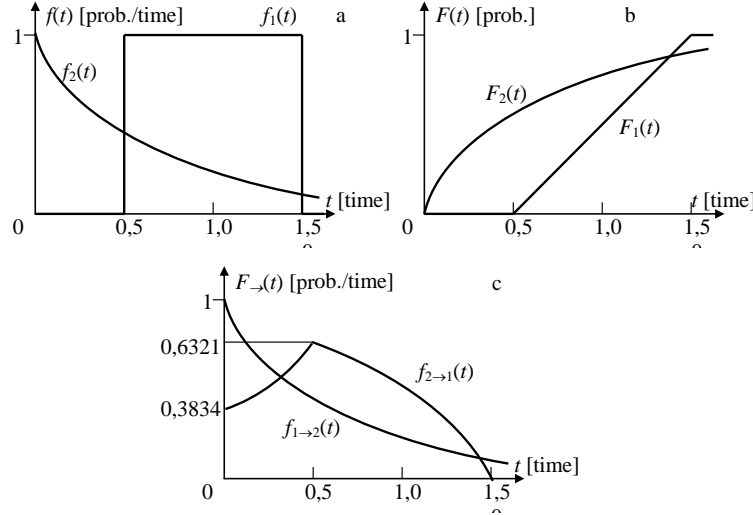 f(t) [prob./time] f₁(t) a
1
f₂(t)
t [time]
0
0,5 1,0 1,5
F(t) [prob.] b
1
F₂(t)
F₁(t)
t [time]
0
0,5 1,0 1,5
F→(t) [prob./time] c
1
0,6321
f₂→₁(t)
0,3834
f₁→₂(t)
t [time]
0
0,5 1,0 1,5